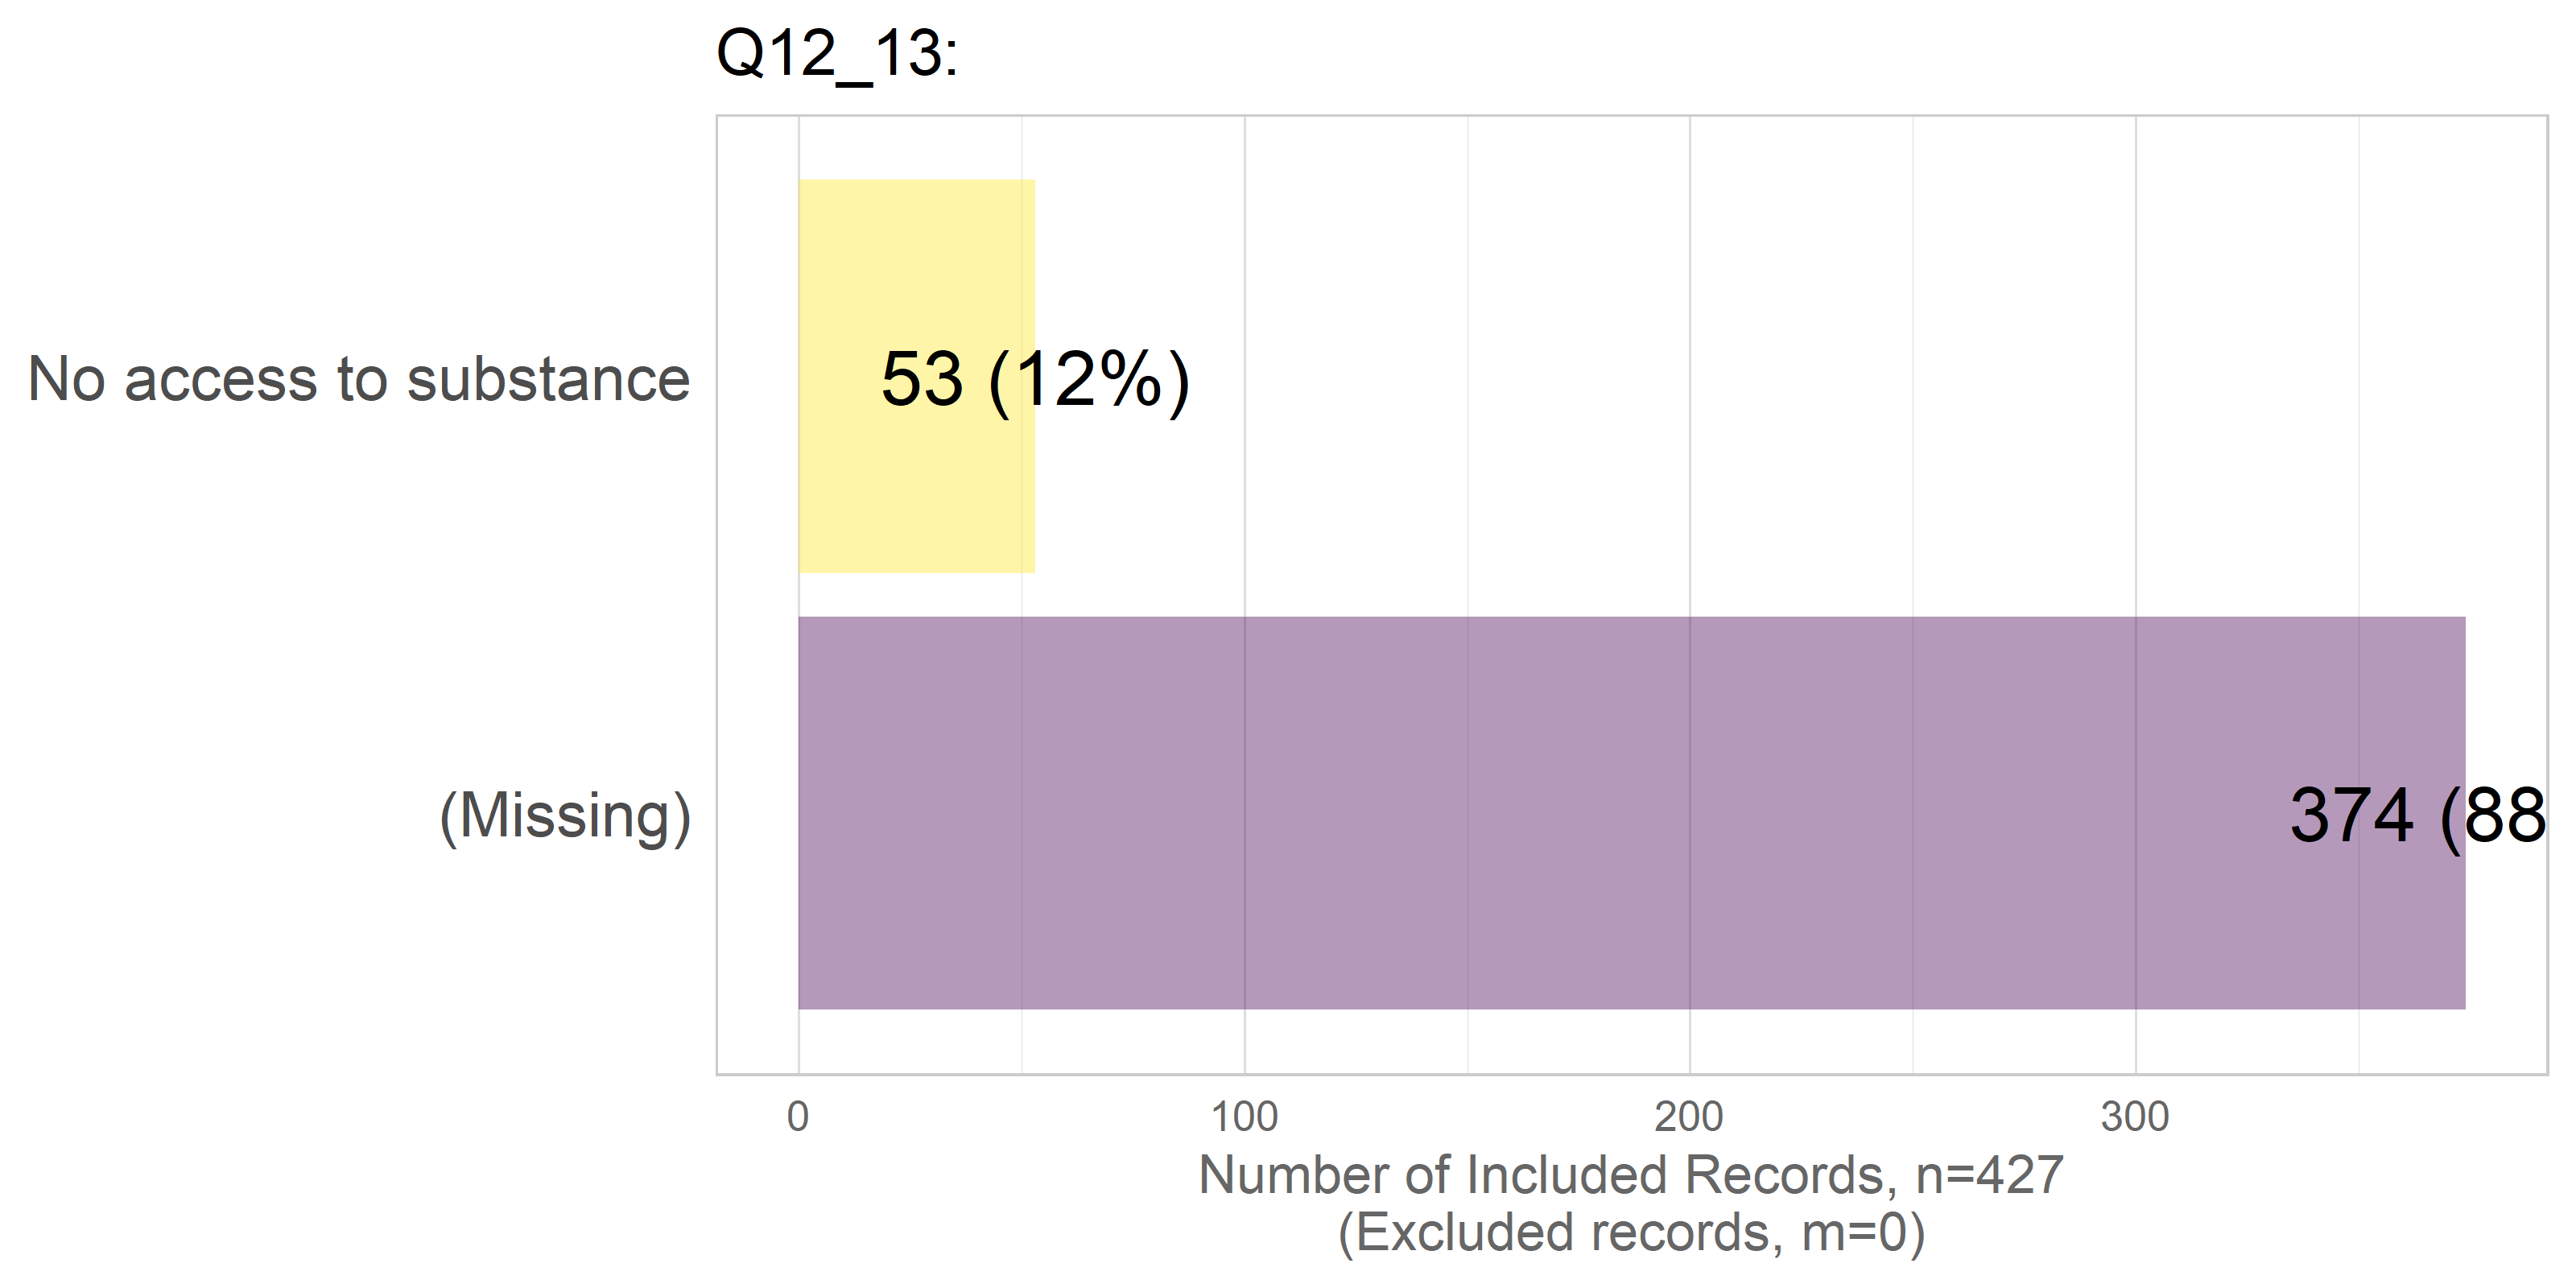 Q12_13:
No access to substance
53 (12%)
(Missing)
374 (88
0 100 200 300
Number of Included Records, n=427
(Excluded records, m=0)